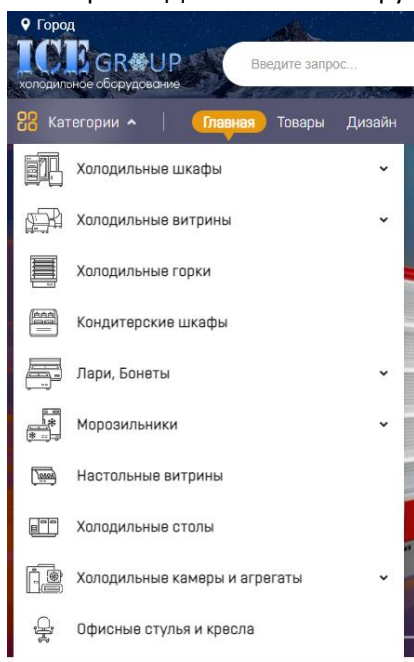 Город
ICE GROUP
холодильное оборудование
Введите запрос...
Категории
Главная
Товары
Дизайн
Холодильные шкафы
Холодильные витрины
Холодильные горки
Кондитерские шкафы
Лари, Бонеты
Морозильники
Настольные витрины
Холодильные столы
Холодильные камеры и агрегаты
Офисные стулья и кресла